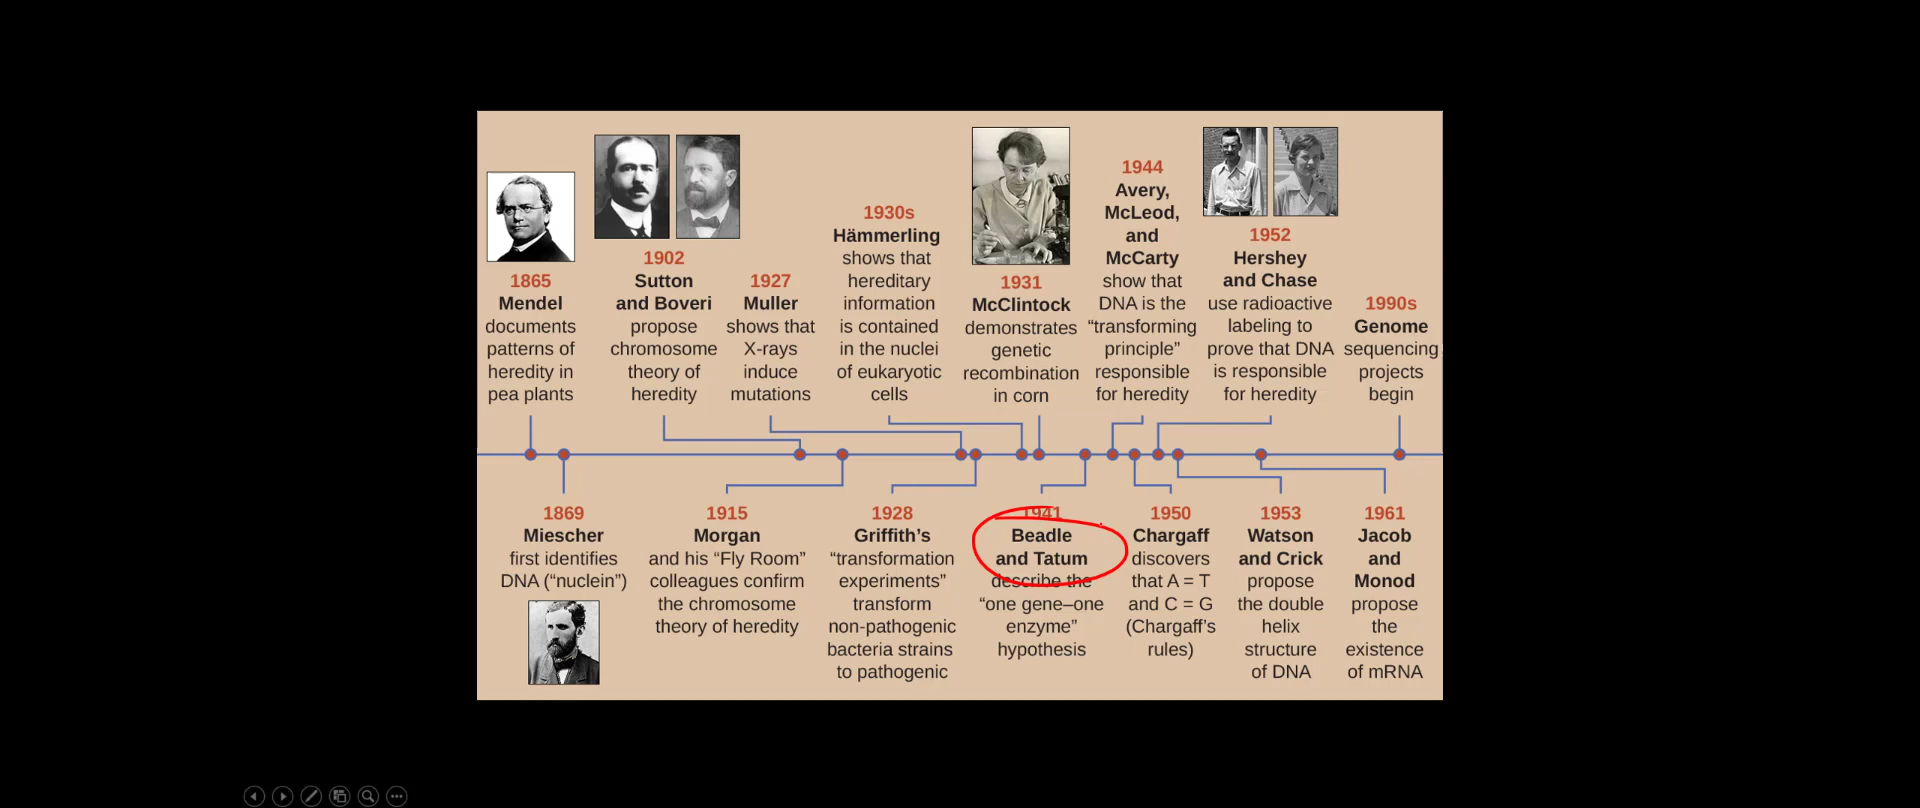 1865
Mendel
documents
patterns of
heredity in
pea plants
1902
Sutton
and Boveri
propose
chromosome
theory of
heredity
1927
Muller
shows that
X-rays
induce
mutations
1930s
Hämmerling
shows that
hereditary
information
is contained
in the nuclei
of eukaryotic
cells
1931
McClintock
demonstrates
genetic
recombination
in corn
1944
Avery,
McLeod,
and
McCarty
show that
DNA is the
“transforming
principle”
responsible
for heredity
1952
Hershey
and Chase
use radioactive
labeling to
prove that DNA
is responsible
for heredity
1990s
Genome
sequencing
projects
begin
1869
Miescher
first identifies
DNA (“nuclein”)
1915
Morgan
and his “Fly Room”
colleagues confirm
the chromosome
theory of heredity
1928
Griffith’s
“transformation
experiments”
transform
non-pathogenic
bacteria strains
to pathogenic
1941
Beadle
and Tatum
describe the
“one gene–one
enzyme”
hypothesis
1950
Chargaff
discovers
that A = T
and C = G
(Chargaff’s
rules)
1953
Watson
and Crick
propose
the double
helix
structure
of DNA
1961
Jacob
and
Monod
propose
the
existence
of mRNA